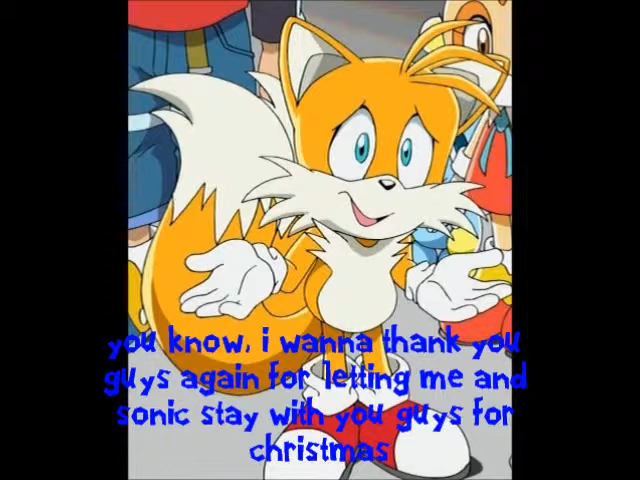 you know, i wanna thank you
guys again for letting me and
sonic stay with you guys for
christmas